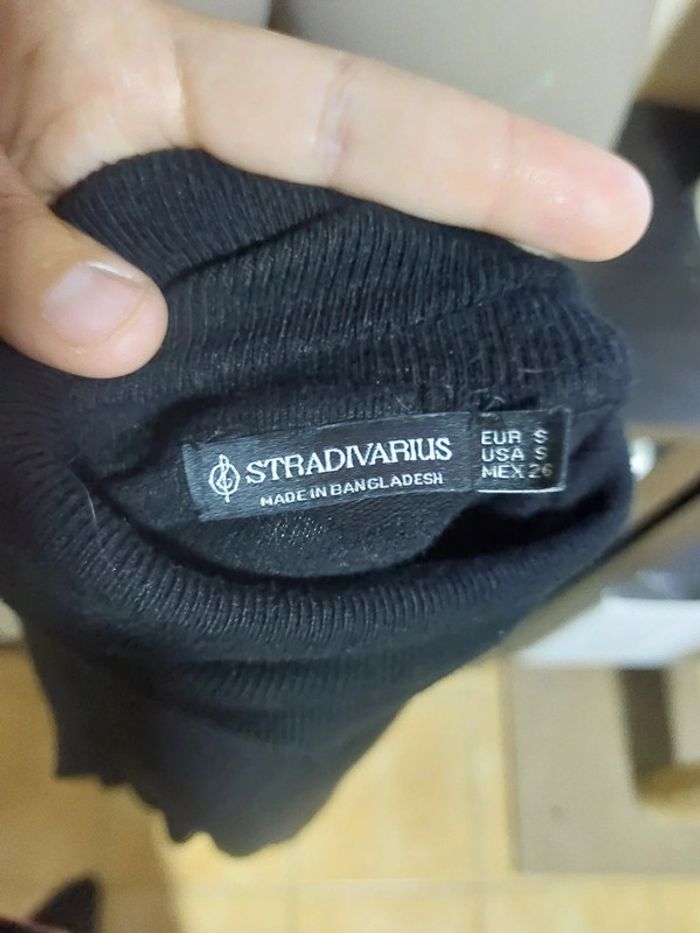 STRADIVARIUS
MADE IN BANGLADESH
EUR S
USA S
MEX 26